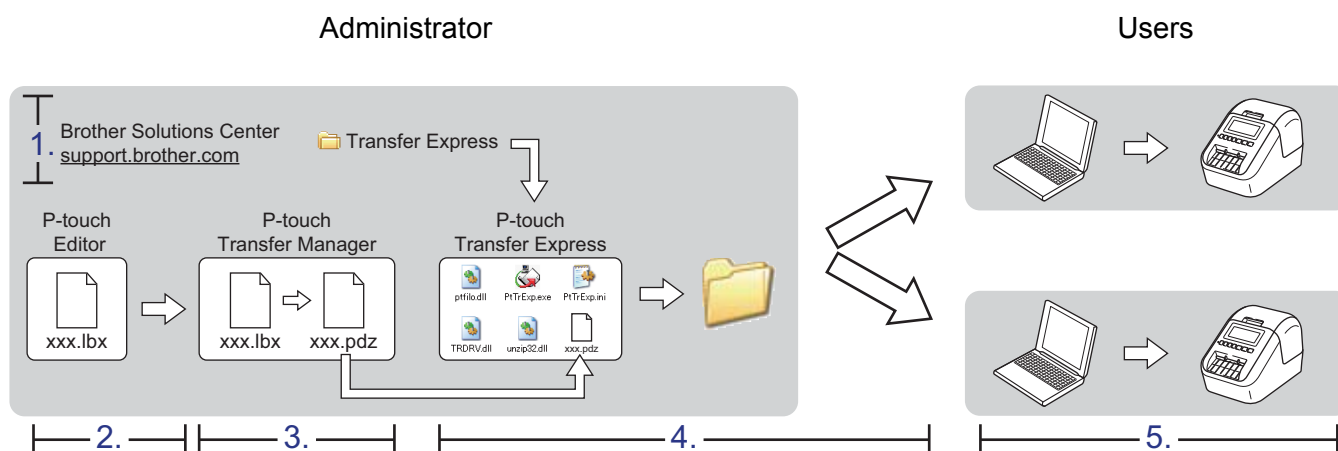 Administrator
Users
1.
Brother Solutions Center
support.brother.com
Transfer Express
P-touch
Editor
P-touch
Transfer Manager
P-touch
Transfer Express
ptfilo.dll
PtTrExp.exe
PtTrExp.ini
xxx.lbx
xxx.lbx
xxx.pdz
TRDRV.dll
unzip32.dll
xxx.pdz
2.
3.
4.
5.